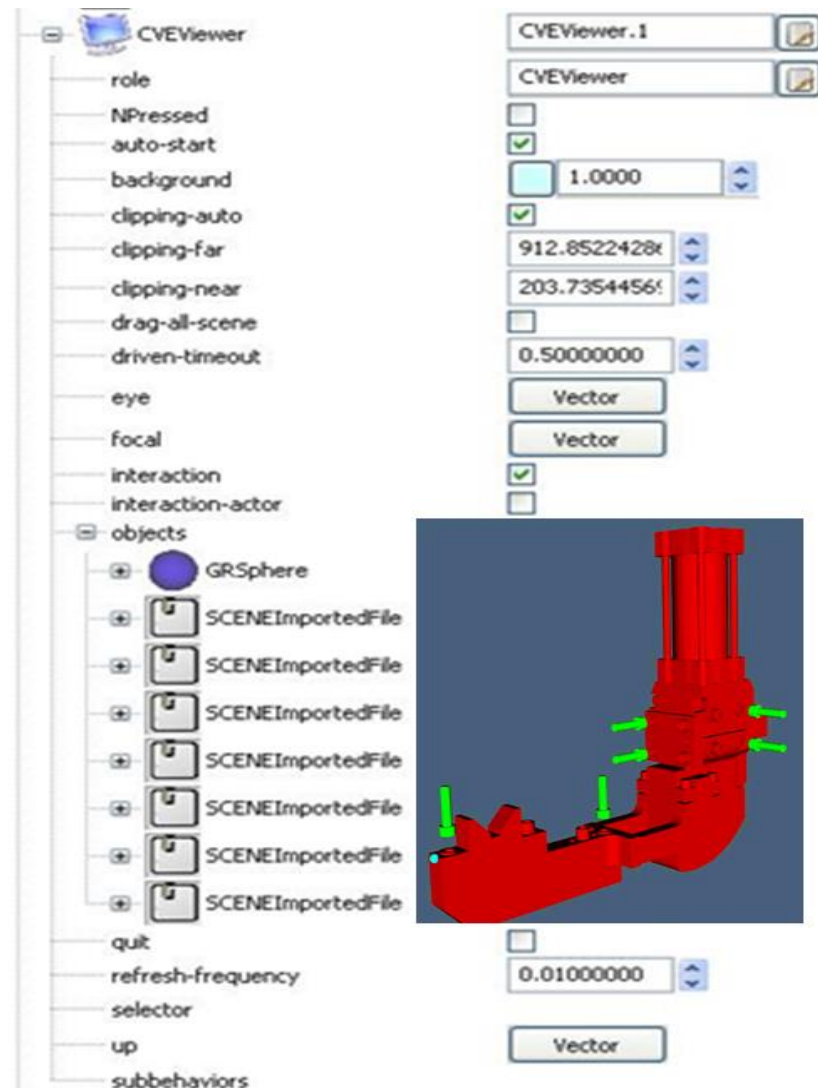 CVEViewer CVEViewer.1
role CVEViewer
NPressed
auto-start
background 1.0000
clipping-auto
clipping-far 912.8522428
clipping-near 203.73544569
drag-all-scene
driven-timeout 0.50000000
eye Vector
focal Vector
interaction
interaction-actor
objects
GRSphere
SCENEImportedFile
SCENEImportedFile
SCENEImportedFile
SCENEImportedFile
SCENEImportedFile
SCENEImportedFile
SCENEImportedFile
quit
refresh-frequency 0.01000000
selector
up Vector
subbehaviors